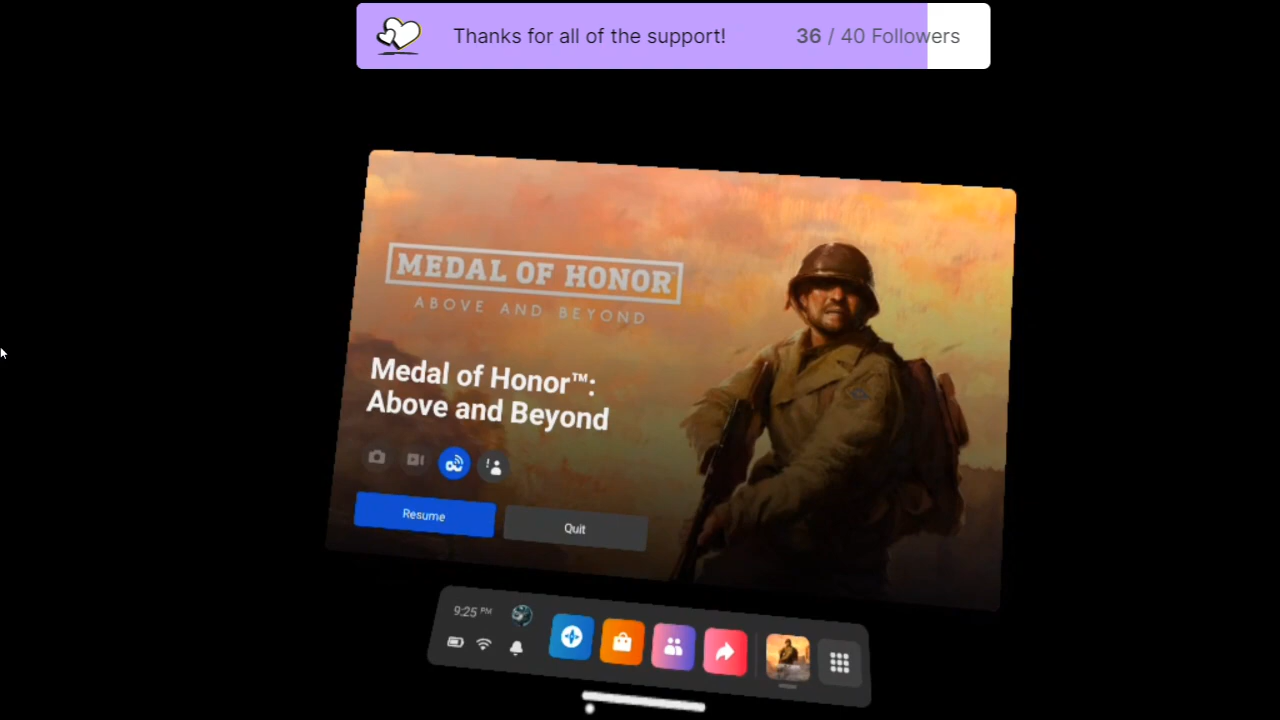 Thanks for all of the support!
36 / 40 Followers
MEDAL OF HONOR
ABOVE AND BEYOND
Medal of Honor™:
Above and Beyond
Resume
Quit
9:25 PM